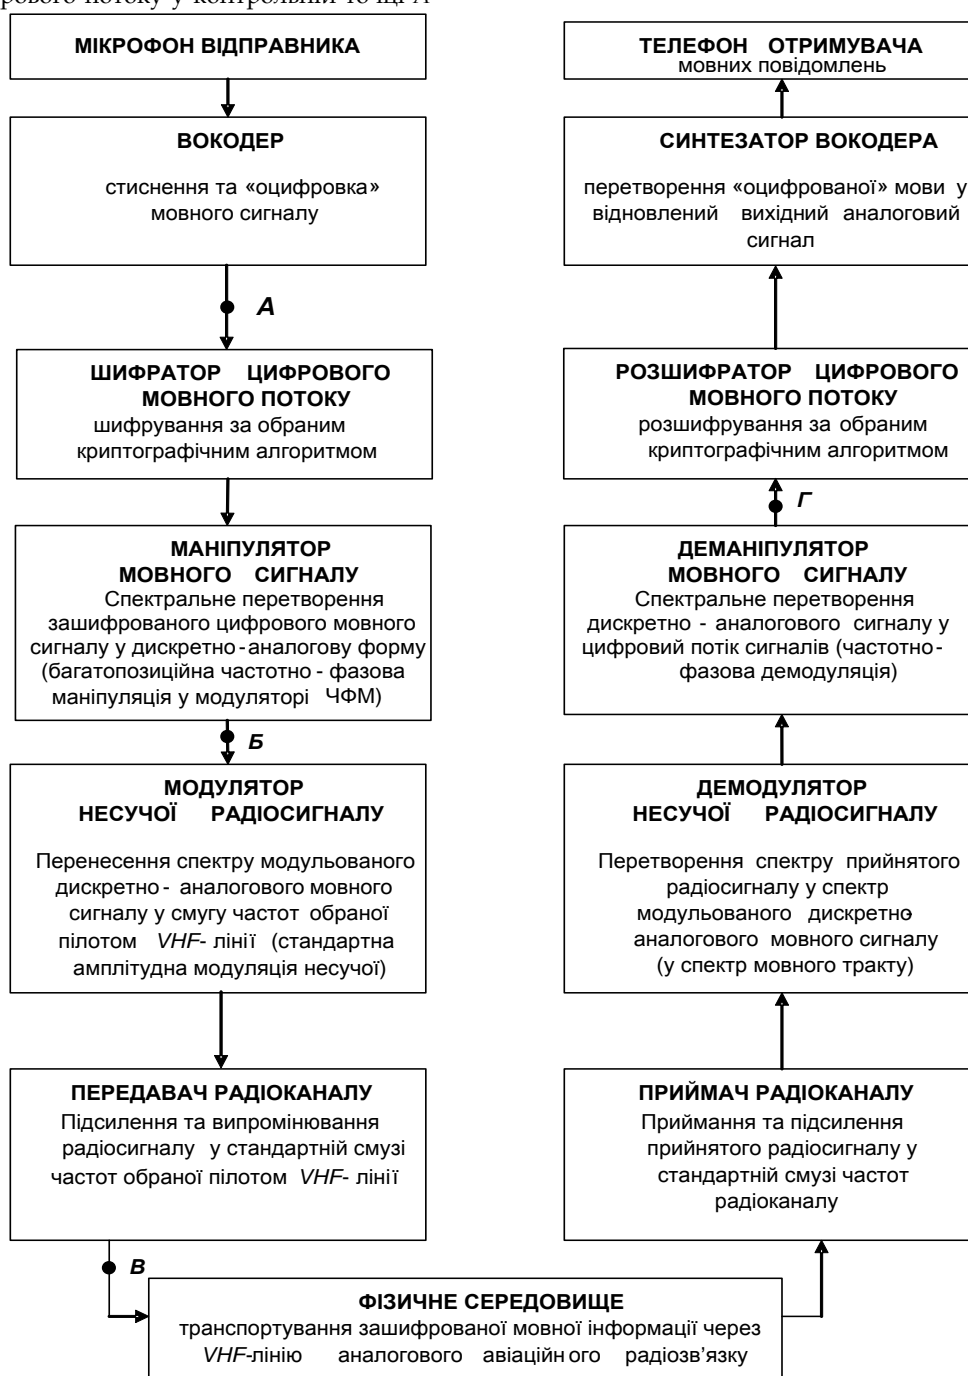 рового потоку у контрольній точці А
МІКРОФОН ВІДПРАВНИКА
ВОКОДЕР
стиснення та «оцифровка»
мовного сигналу
А
ШИФРАТОР ЦИФРОВОГО
МОВНОГО ПОТОКУ
шифрування за обраним
криптографічним алгоритмом
МАНІПУЛЯТОР
МОВНОГО СИГНАЛУ
Спектральне перетворення
зашифрованого цифрового мовного
сигналу у дискретно-аналогову форму
(багатопозиційна частотно - фазова
маніпуляція у модуляторі ЧФМ)
Б
МОДУЛЯТОР
НЕСУЧОЇ РАДІОСИГНАЛУ
Перенесення спектру модульованого
дискретно- аналогового мовного
сигналу у смугу частот обраної
пілотом VHF- лінії (стандартна
амплітудна модуляція несучої)
ПЕРЕДАВАЧ РАДІОКАНАЛУ
Підсилення та випромінювання
радіосигналу у стандартній смузі
частот обраної пілотом VHF- лінії
В
ФІЗИЧНЕ СЕРЕДОВИЩЕ
транспортування зашифрованої мовної інформації через
VHF-лінію аналогового авіаційн ого радіозв'язку
ТЕЛЕФОН ОТРИМУВАЧА
мовних повідомлень
СИНТЕЗАТОР ВОКОДЕРА
перетворення «оцифрованої» мови у
відновлений вихідний аналоговий
сигнал
РОЗШИФРАТОР ЦИФРОВОГО
МОВНОГО ПОТОКУ
розшифрування за обраним
криптографічним алгоритмом
Г
ДЕМАНІПУЛЯТОР
МОВНОГО СИГНАЛУ
Спектральне перетворення
дискретно - аналогового сигналу у
цифровий потік сигналів (частотно-
фазова демодуляція)
ДЕМОДУЛЯТОР
НЕСУЧОЇ РАДІОСИГНАЛУ
Перетворення спектру прийнятого
радіосигналу у спектр
модульованого дискретно-
аналогового мовного сигналу
(у спектр мовного тракту)
ПРИЙМАЧ РАДІОКАНАЛУ
Приймання та підсилення
прийнятого радіосигналу у
стандартній смузі частот
радіоканалу